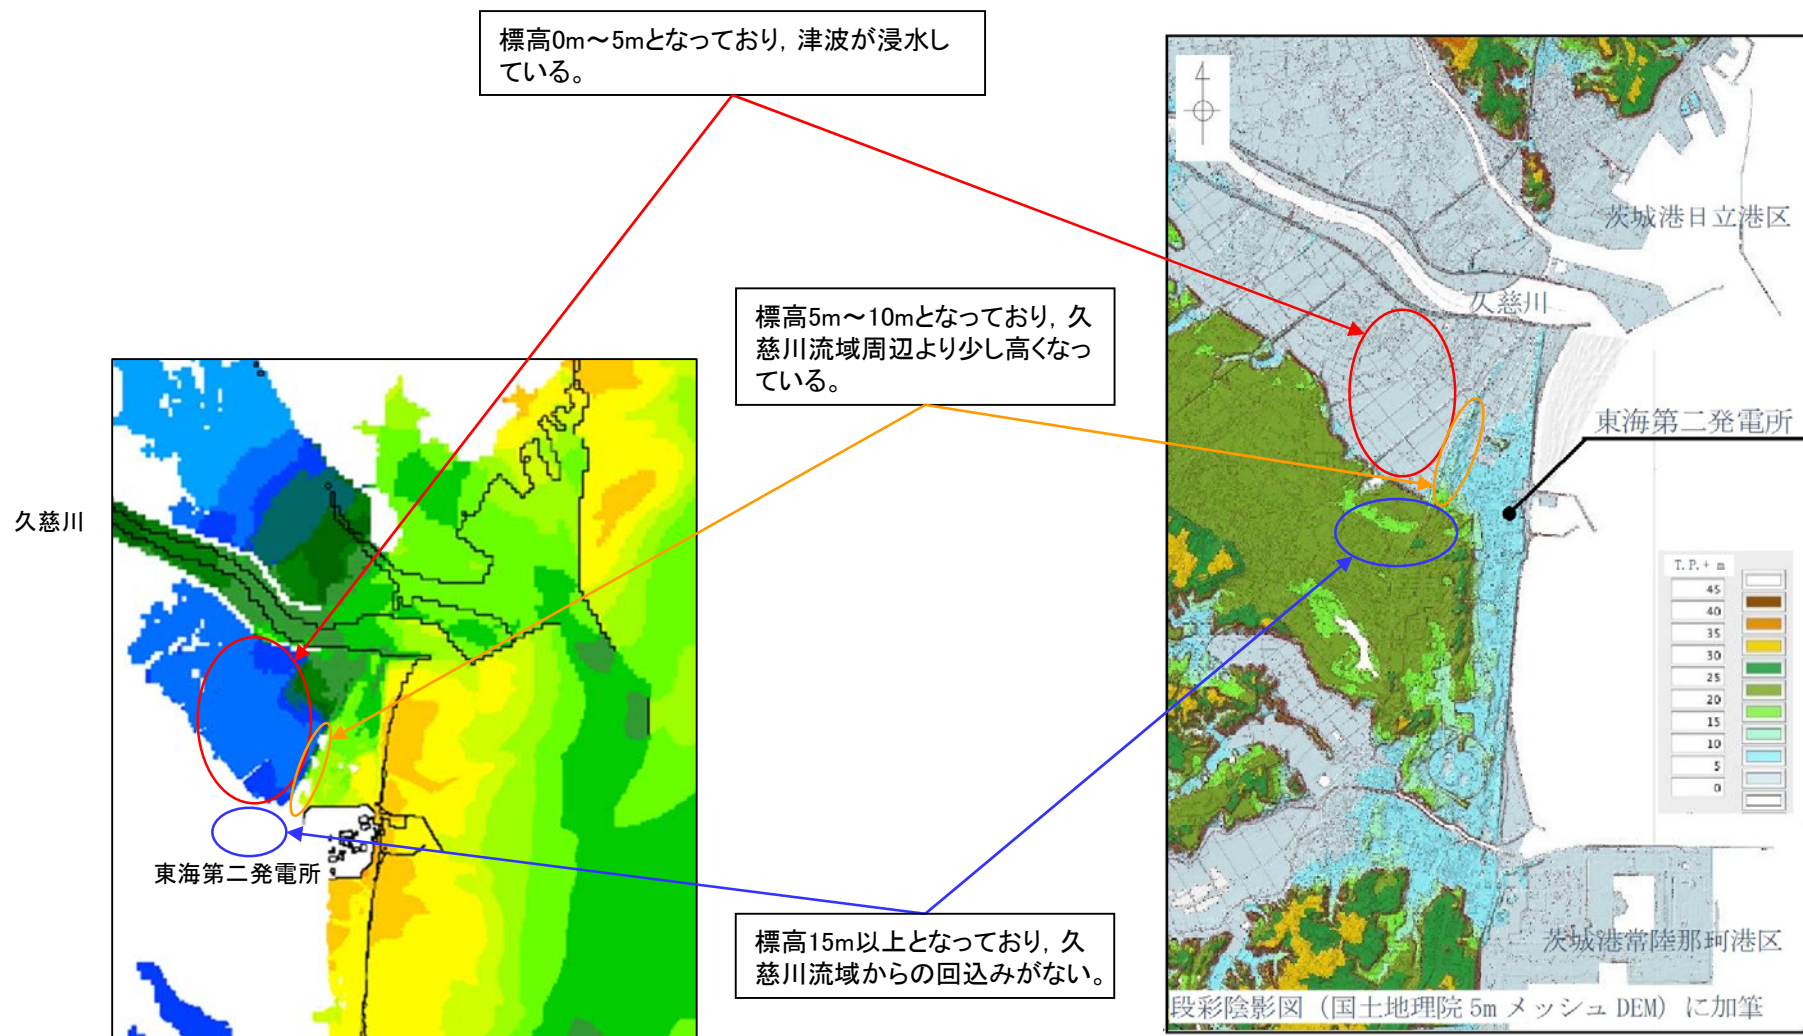 標高0m～5mとなっており，津波が浸水し
ている。
標高5m～10mとなっており，久
慈川流域周辺より少し高くなっ
ている。
標高15m以上となっており，久
慈川流域からの回込みがない。
久慈川
東海第二発電所
茨城港日立港区
久慈川
東海第二発電所
T.P.+ m
45
40
35
30
25
20
15
10
5
0
茨城港常陸那珂港区
段彩陰影図（国土地理院 5m メッシュ DEM）に加筆